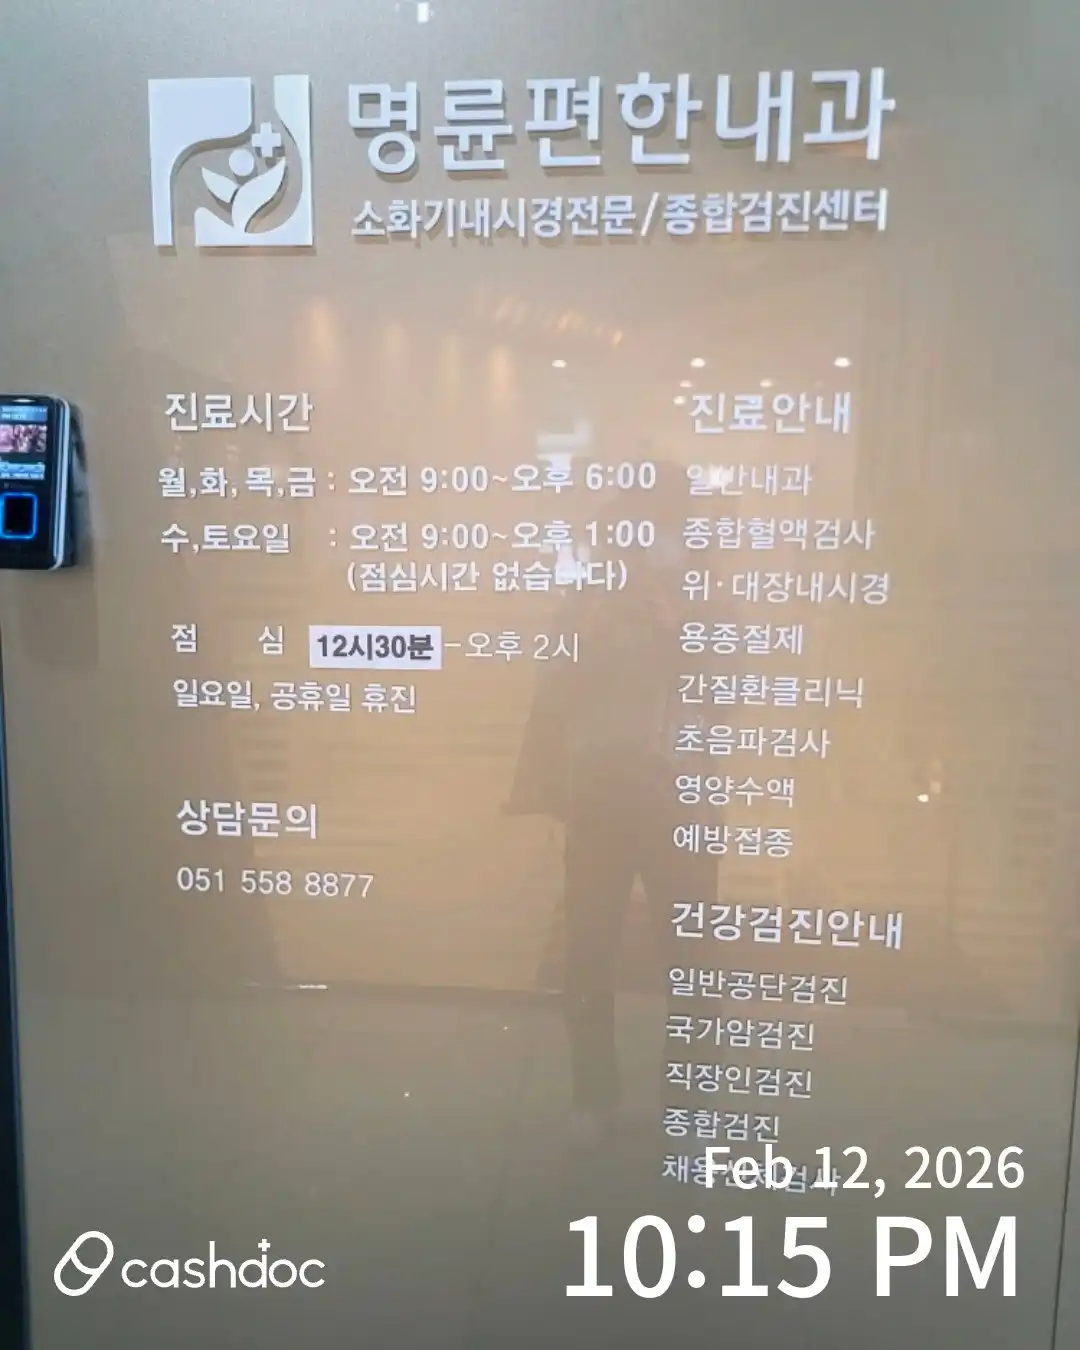 명륜편한내과
소화기내시경전문/종합검진센터
진료시간
월,화,목,금 : 오전 9:00~오후 6:00
수,토요일 : 오전 9:00~오후 1:00
(점심시간 없습니다)
점 심 12시30분-오후 2시
일요일, 공휴일 휴진
상담문의
051 558 8877
진료안내
일반내과
종합혈액검사
위·대장내시경
용종절제
간질환클리닉
초음파검사
영양수액
예방접종
건강검진안내
일반공단검진
국가암검진
직장인검진
종합검진
채용신체검사
Feb 12, 2026
10:15 PM
cashdoc